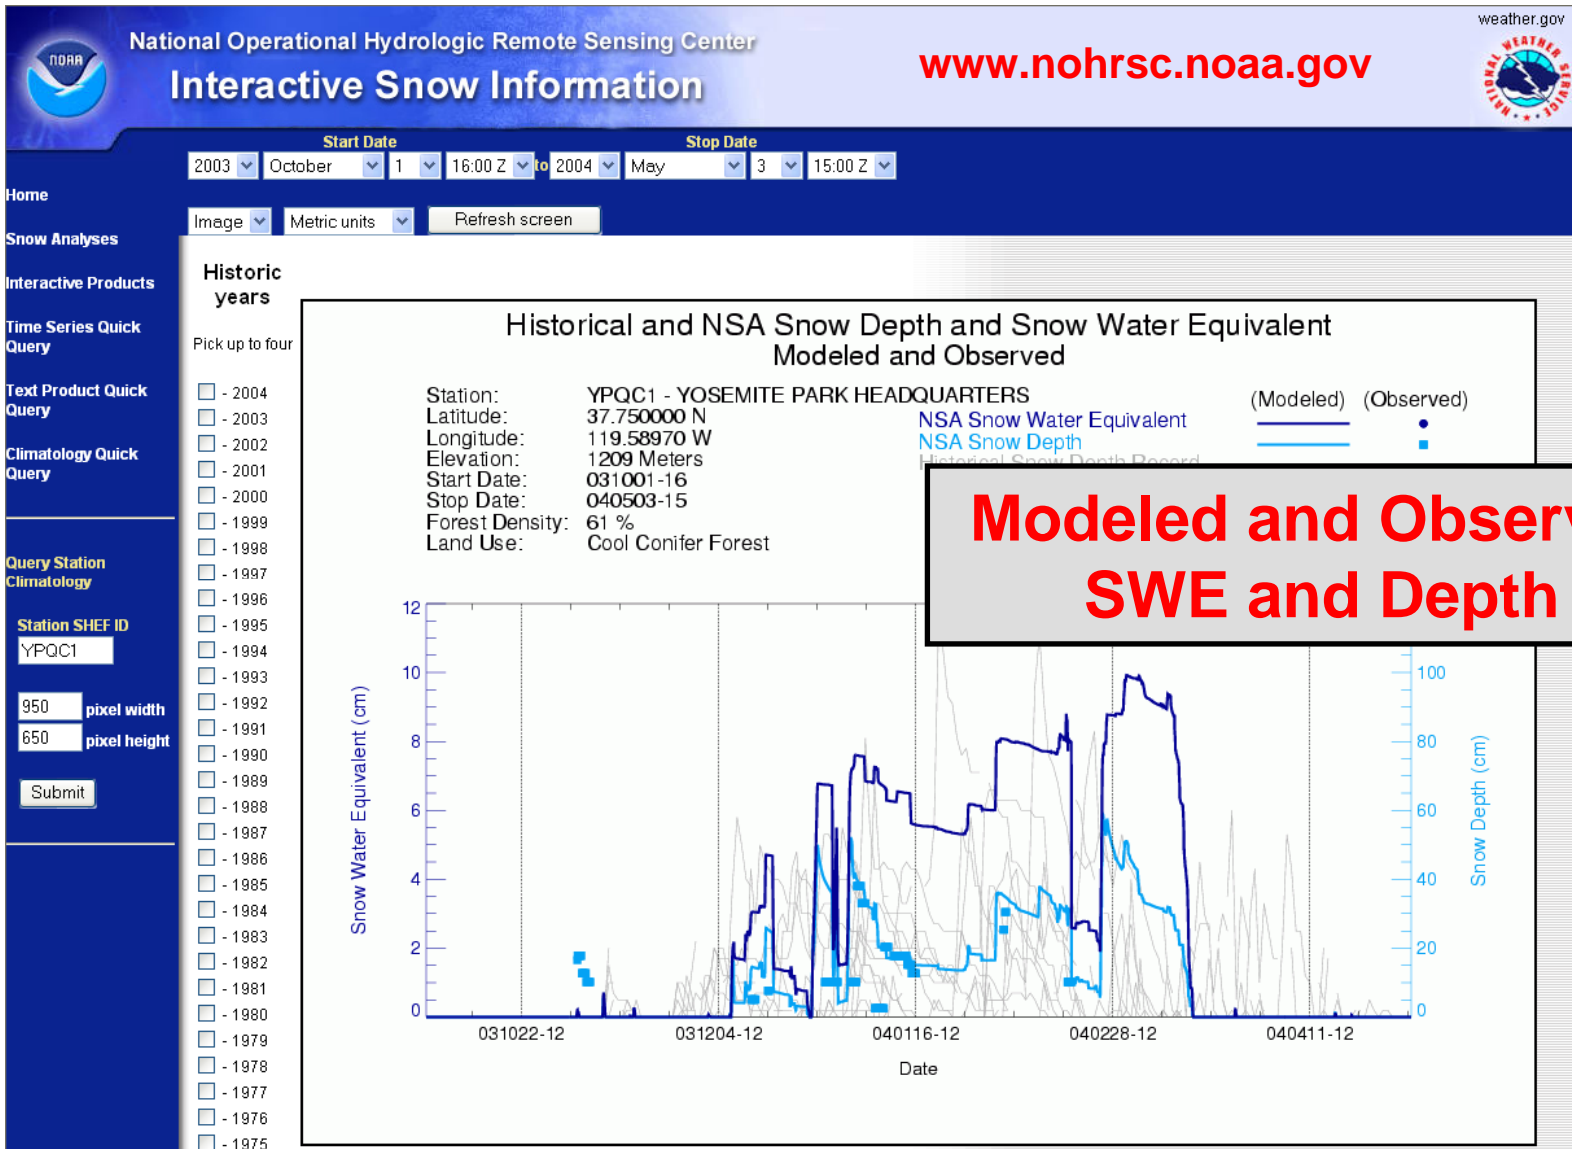 weather.gov
NOAA
National Operational Hydrologic Remote Sensing Center
Interactive Snow Information
www.nohrsc.noaa.gov
NATIONAL WEATHER SERVICE
Start Date
Stop Date
2003 October 1 16:00 Z to 2004 May 3 15:00 Z
Image Metric units Refresh screen
Home
Snow Analyses
Interactive Products
Time Series Quick
Query
Text Product Quick
Query
Climatology Quick
Query
Query Station
Climatology
Station SHEF ID
YPQC1
950 pixel width
650 pixel height
Submit
Historic
years
Pick up to four
- 2004
- 2003
- 2002
- 2001
- 2000
- 1999
- 1998
- 1997
- 1996
- 1995
- 1994
- 1993
- 1992
- 1991
- 1990
- 1989
- 1988
- 1987
- 1986
- 1985
- 1984
- 1983
- 1982
- 1981
- 1980
- 1979
- 1978
- 1977
- 1976
- 1975
Historical and NSA Snow Depth and Snow Water Equivalent
Modeled and Observed
Station: YPQC1 - YOSEMITE PARK HEADQUARTERS
Latitude: 37.750000 N
Longitude: 119.58970 W
Elevation: 1209 Meters
Start Date: 031001-16
Stop Date: 040503-15
Forest Density: 61 %
Land Use: Cool Conifer Forest
(Modeled) (Observed)
NSA Snow Water Equivalent
NSA Snow Depth
Historical Snow Depth Record
Modeled and Observ
SWE and Depth
12
10
8
6
4
2
0
Snow Water Equivalent (cm)
100
80
60
40
20
0
Snow Depth (cm)
031022-12 031204-12 040116-12 040228-12 040411-12
Date